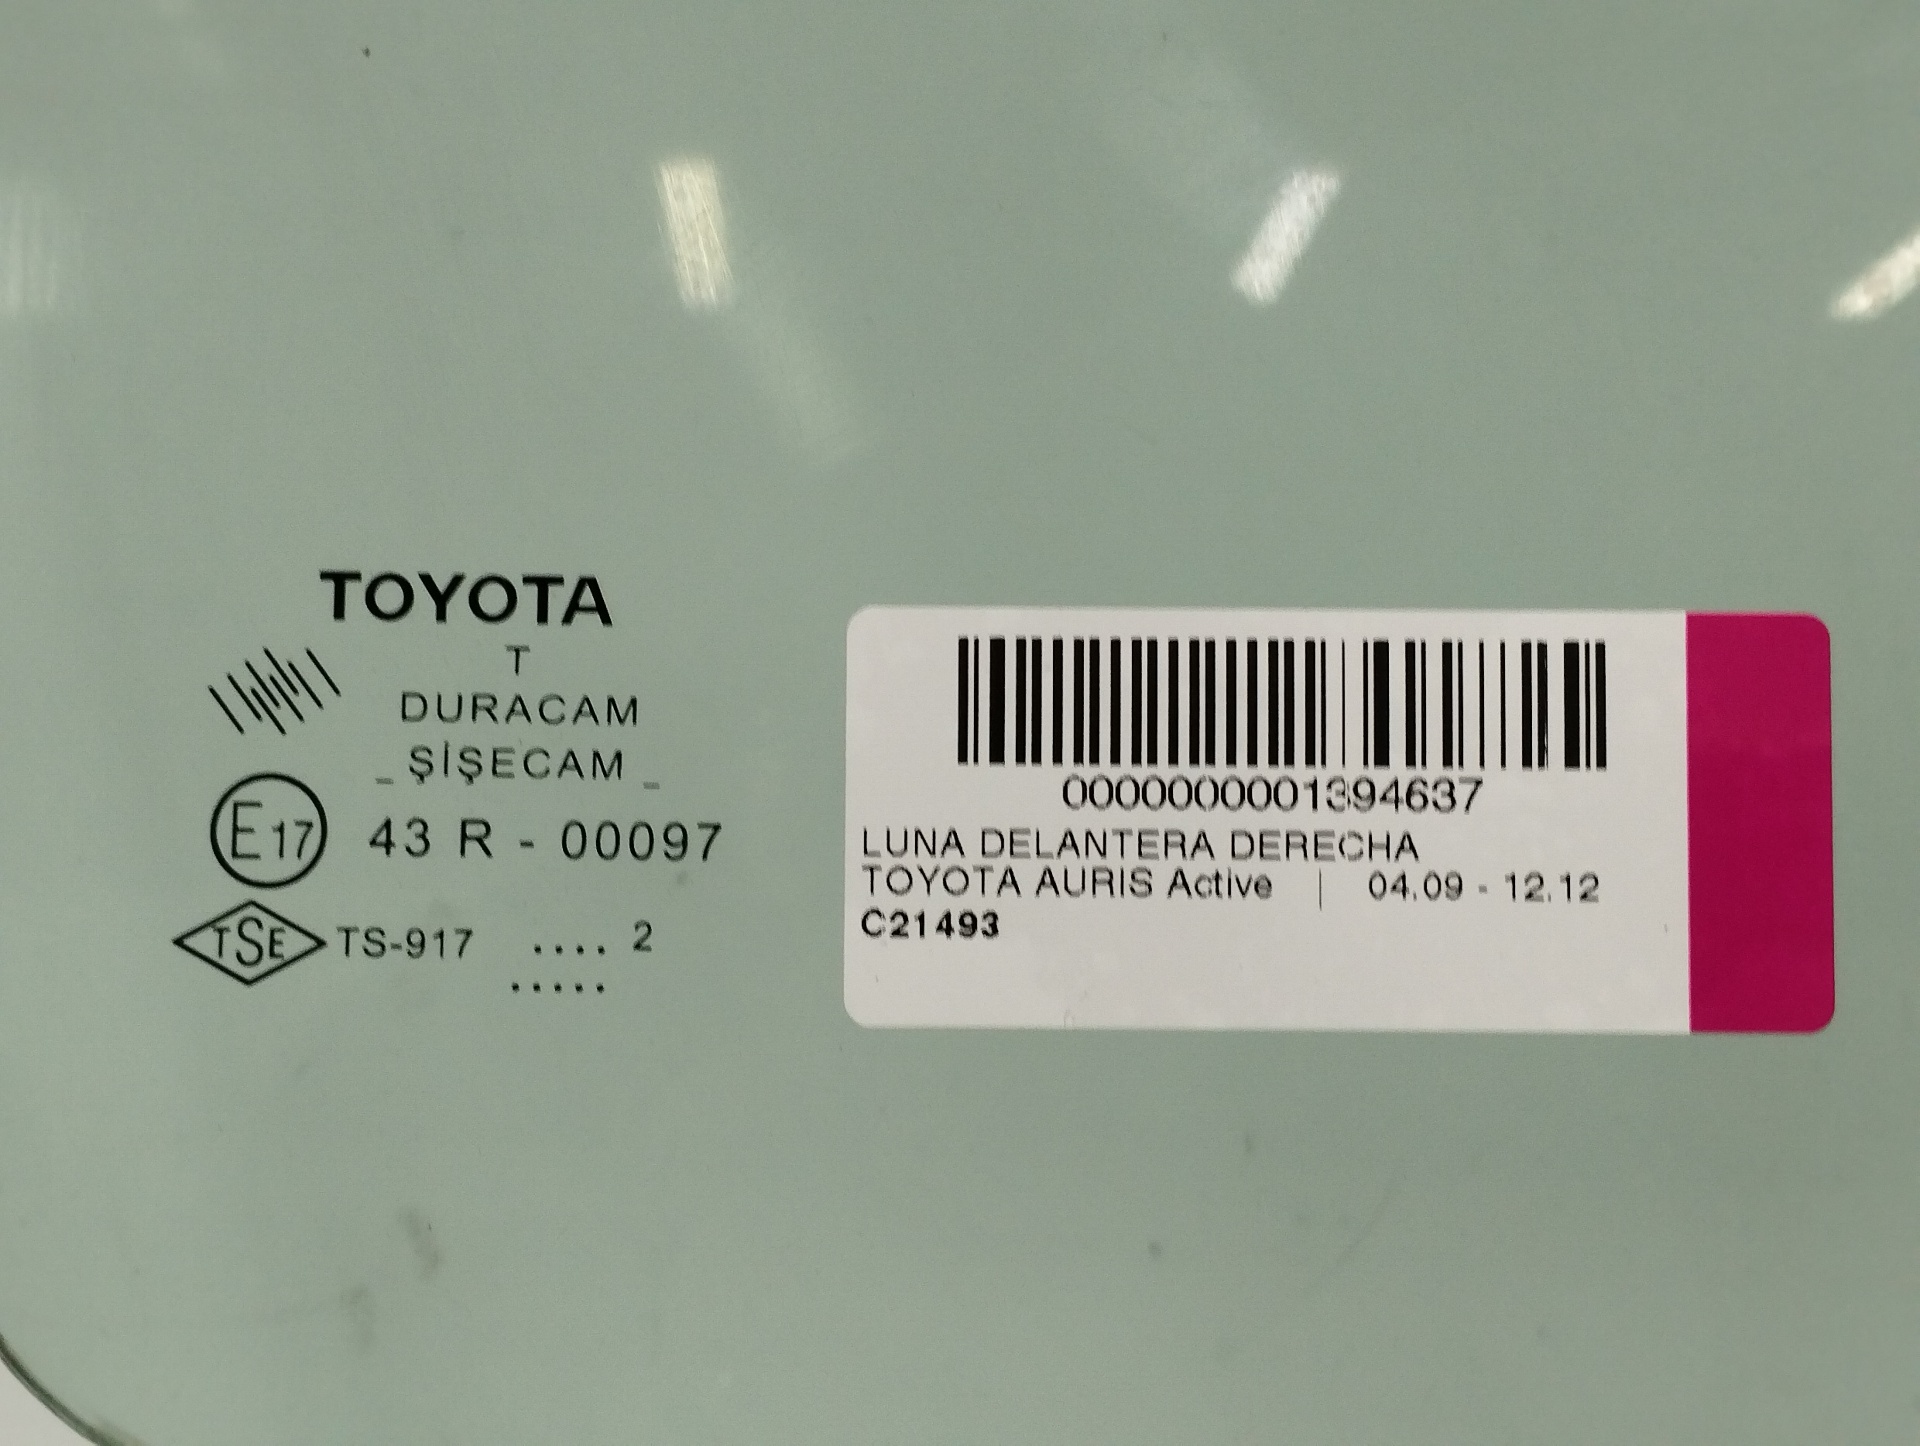 TOYOTA
T
DURACAM
_ ŞİŞECAM _
E17 43 R - 00097
TSE TS-917 .... 2
.....
0000000001394637
LUNA DELANTERA DERECHA
TOYOTA AURIS Active | 04.09 - 12.12
C21493